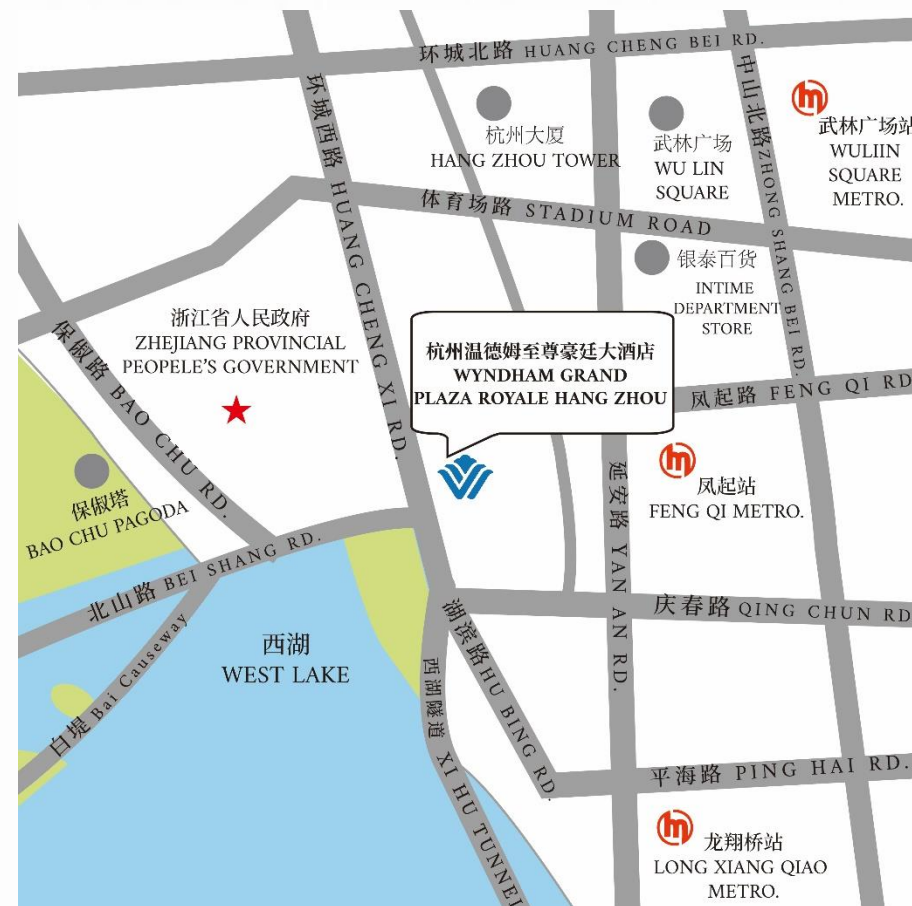 环城北路 HUANG CHENG BEI RD.
环城西路 HUANG CHENG XI RD.
中山北路 ZHONG SHANG BEI RD.
杭州大厦
HANG ZHOU TOWER
武林广场
WU LIN
SQUARE
武林广场站
WULIIN
SQUARE
METRO.
体育场路 STADIUM ROAD
银泰百货
INTIME
DEPARTMENT
STORE
浙江省人民政府
ZHEJIANG PROVINCIAL
PEOPELE'S GOVERNMENT
保俶路 BAO CHU RD.
杭州温德姆至尊豪廷大酒店
WYNDHAM GRAND
PLAZA ROYALE HANG ZHOU
凤起路 FENG QI RD
保俶塔
BAO CHU PAGODA
凤起站
FENG QI METRO.
延安路 YAN AN RD.
北山路 BEI SHANG RD.
庆春路 QING CHUN RD
西湖
WEST LAKE
湖滨路 HU BING RD.
白堤 Bai Causeway
西湖隧道 XI HU TUNNEL
平海路 PING HAI RD.
龙翔桥站
LONG XIANG QIAO
METRO.